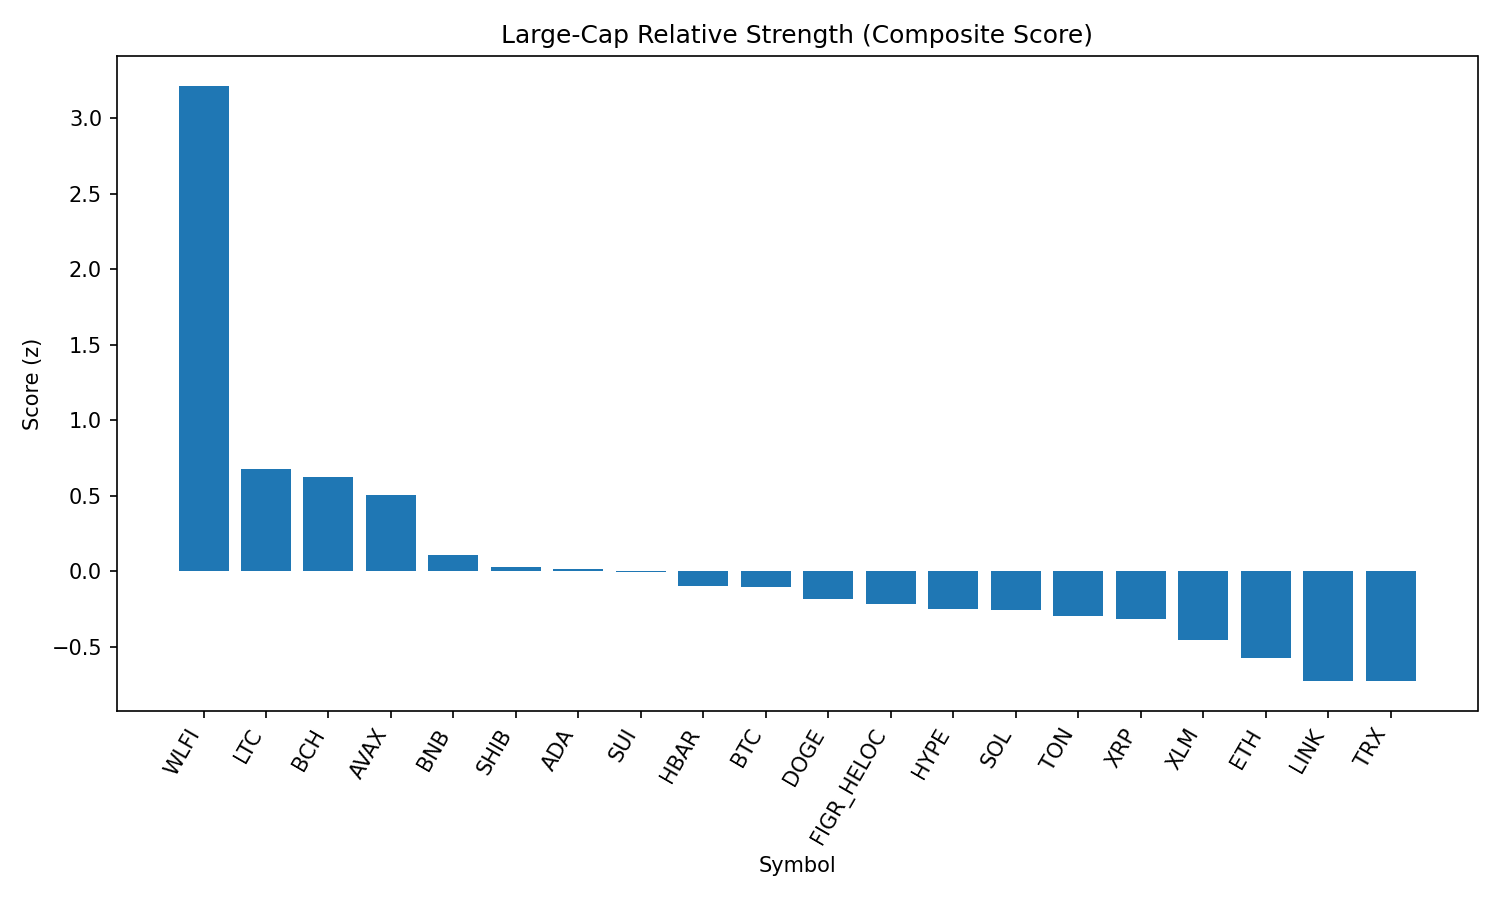 Large-Cap Relative Strength (Composite Score)
Score (z)
3.0
2.5
2.0
1.5
1.0
0.5
0.0
−0.5
WLFI
LTC
BCH
AVAX
BNB
SHIB
ADA
SUI
HBAR
BTC
DOGE
FIGR_HELOC
HYPE
SOL
TON
XRP
XLM
ETH
LINK
TRX
Symbol